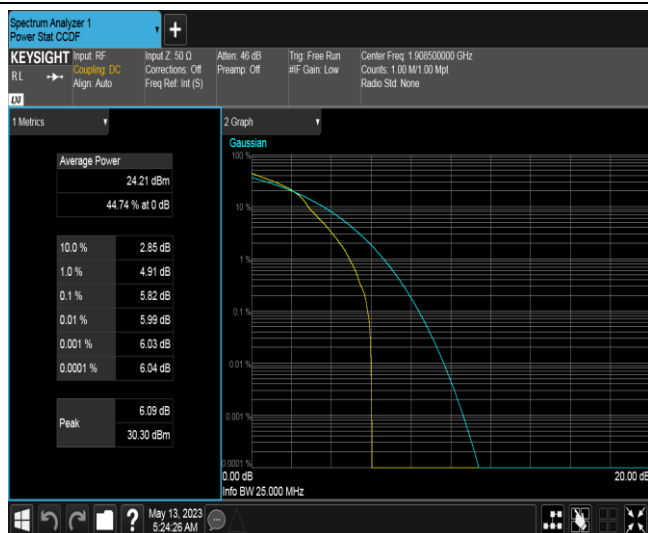 Spectrum Analyzer 1
Power Stat CCDF
+
KEYSIGHT Input: RF Input Z: 50 Ω Atten: 46 dB Trig: Free Run Center Freq: 1.908500000 GHz
RL Coupling: DC Corrections: Off Preamp: Off #IF Gain: Low Counts: 1.00 M/1.00 Mpt
Align: Auto Freq Ref: Int (S) Radio Std: None
LXI
1 Metrics
Average Power
24.21 dBm
44.74 % at 0 dB
10.0 % 2.85 dB
1.0 % 4.91 dB
0.1 % 5.82 dB
0.01 % 5.99 dB
0.001 % 6.03 dB
0.0001 % 6.04 dB
Peak 6.09 dB
30.30 dBm
2 Graph
Gaussian
100 %
10 %
1 %
0.1 %
0.01 %
0.001 %
0.0001 %
0.00 dB 20.00 dB
Info BW 25.000 MHz
? May 13, 2023
5:24:26 AM